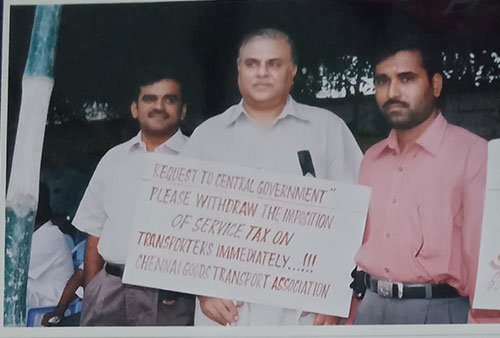 REQUEST TO CENTRAL GOVERNMENT"
PLEASE WITHDRAW THE IMPOSITION
OF SERVICE TAX ON
TRANSPORTERS IMMEDIATELY...!!!
CHENNAI GOODS TRANSPORT ASSOCIATION